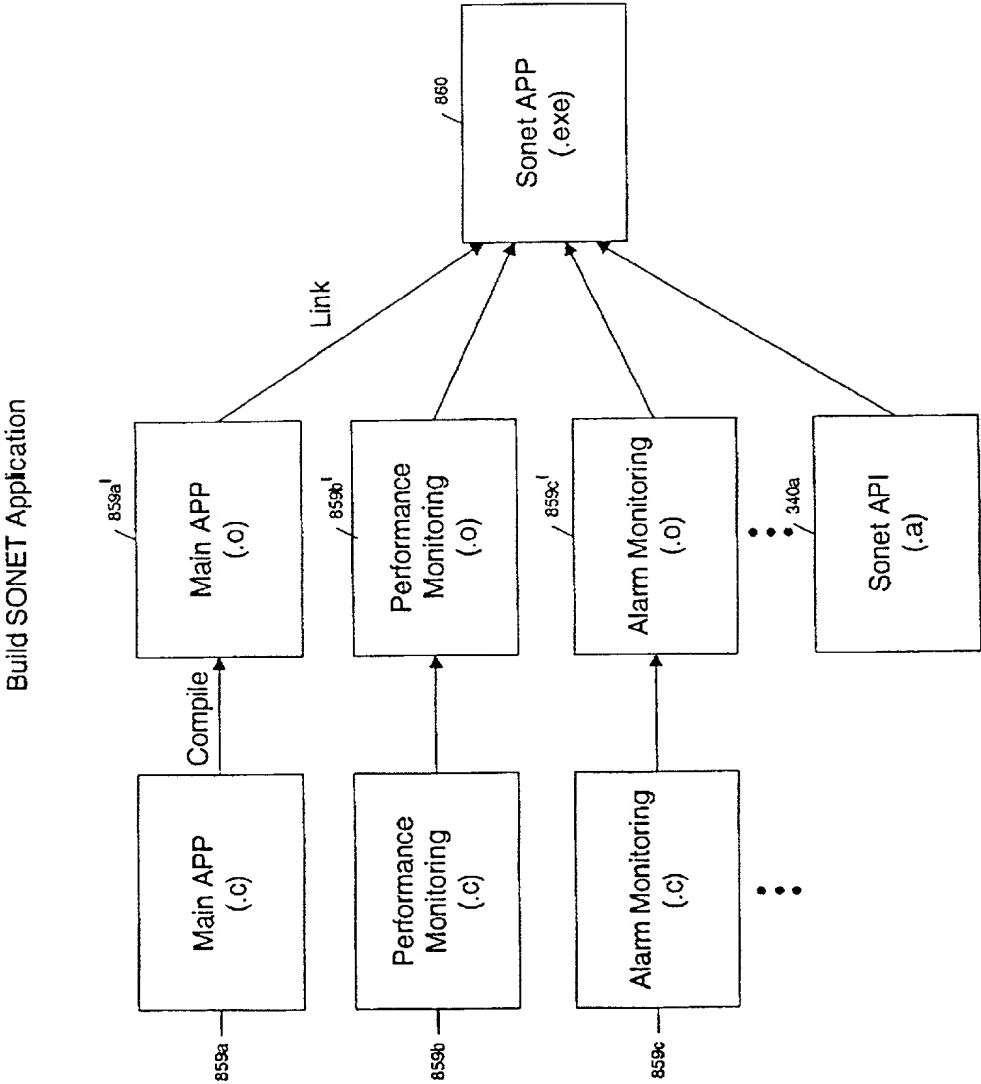 Build SONET Application
859a
Main APP
(.c)
Compile
859a'
Main APP
(.o)
Link
859b
Performance
Monitoring
(.c)
859b'
Performance
Monitoring
(.o)
859c
Alarm Monitoring
(.c)
859c'
Alarm Monitoring
(.o)
340a
Sonet API
(.a)
860
Sonet APP
(.exe)